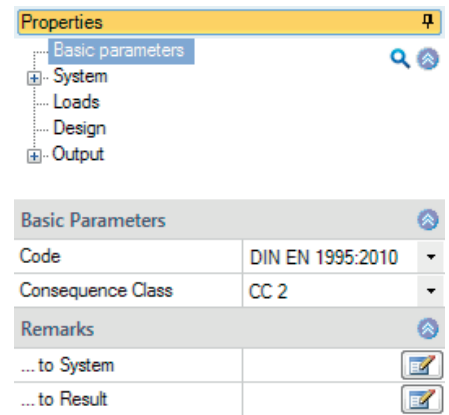 Properties
Basic parameters
System
Loads
Design
Output
Basic Parameters
Code DIN EN 1995:2010
Consequence Class CC 2
Remarks
... to System
... to Result